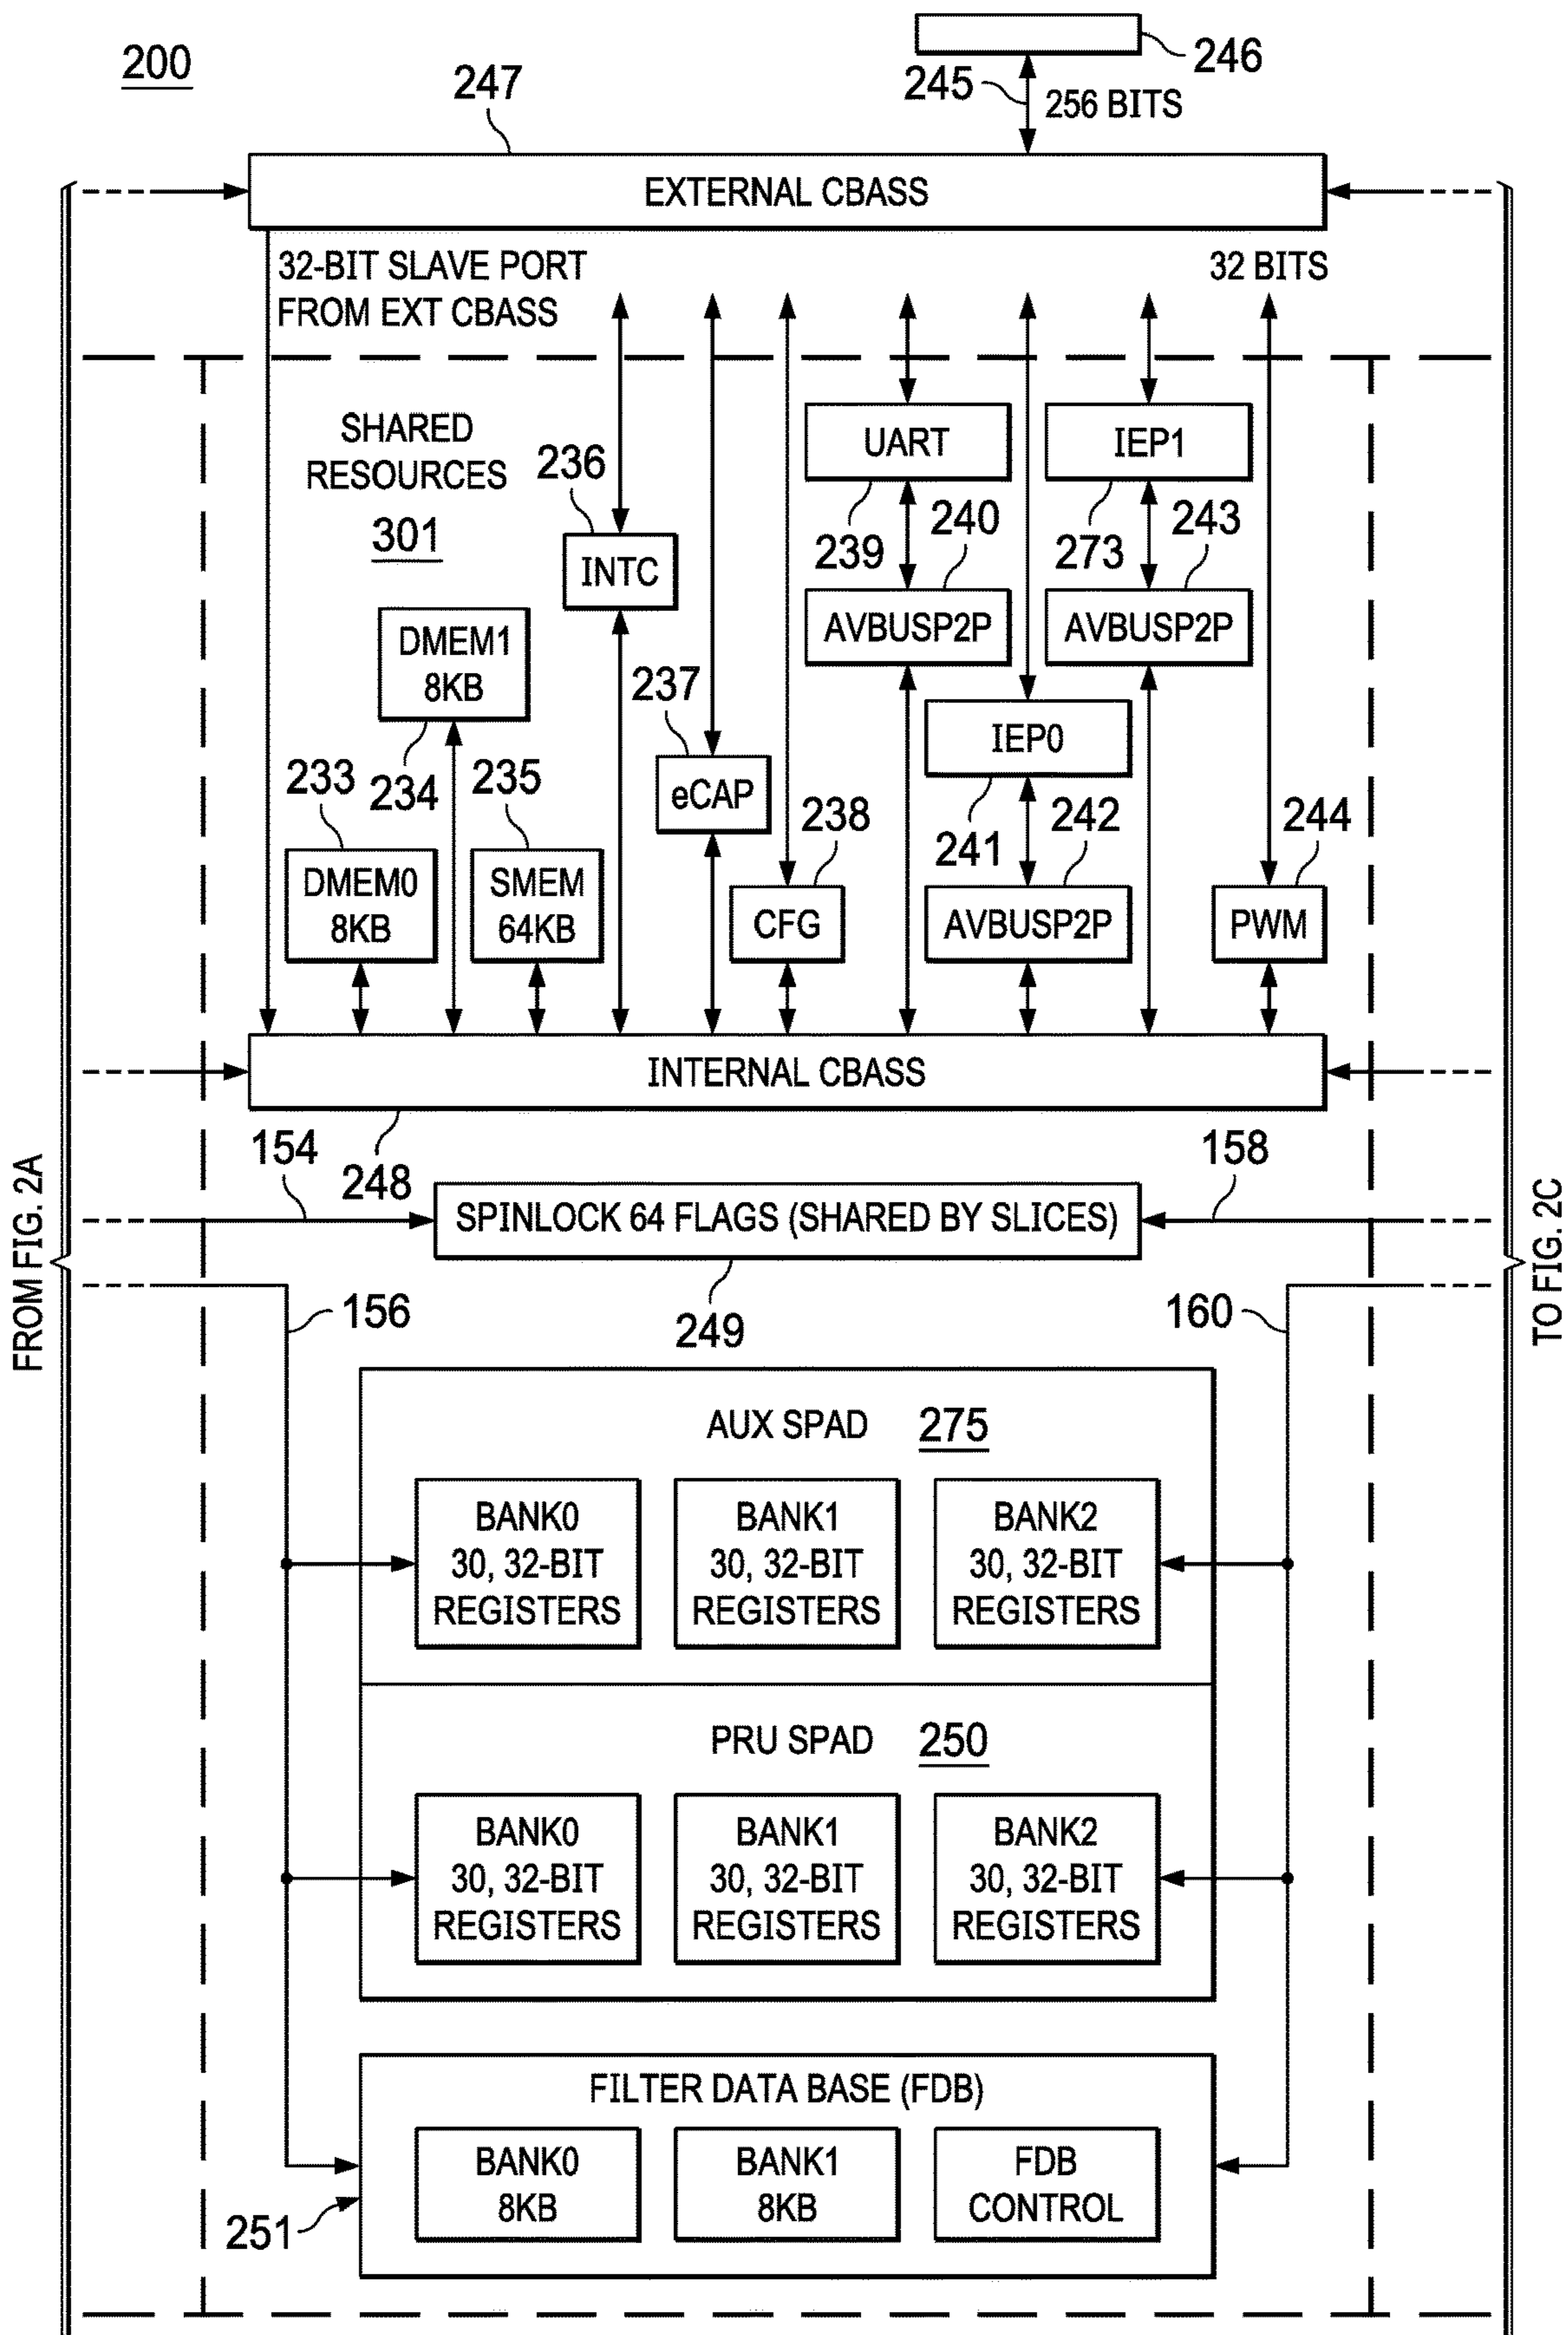 200
246
245
256 BITS
247
EXTERNAL CBASS
32-BIT SLAVE PORT
FROM EXT CBASS
32 BITS
SHARED
RESOURCES
301
236
INTC
UART
239
240
AVBUSP2P
IEP1
273
243
AVBUSP2P
DMEM1
8KB
234
237
eCAP
IEP0
241
242
AVBUSP2P
233
DMEM0
8KB
235
SMEM
64KB
238
CFG
244
PWM
INTERNAL CBASS
248
154
158
SPINLOCK 64 FLAGS (SHARED BY SLICES)
249
FROM FIG. 2A
TO FIG. 2C
156
160
AUX SPAD 275
BANK0
30, 32-BIT
REGISTERS
BANK1
30, 32-BIT
REGISTERS
BANK2
30, 32-BIT
REGISTERS
PRU SPAD 250
BANK0
30, 32-BIT
REGISTERS
BANK1
30, 32-BIT
REGISTERS
BANK2
30, 32-BIT
REGISTERS
FILTER DATA BASE (FDB)
BANK0
8KB
BANK1
8KB
FDB
CONTROL
251